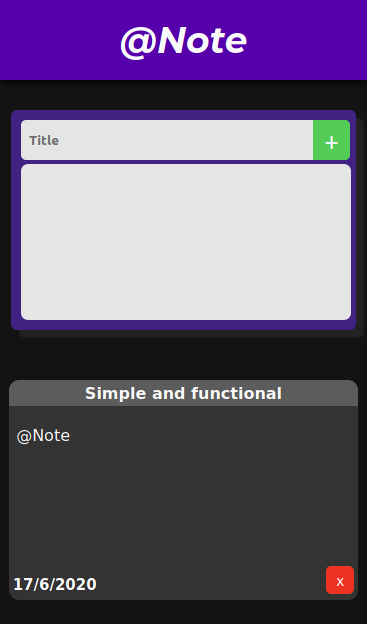 @Note
Title
+
Simple and functional
@Note
17/6/2020
x